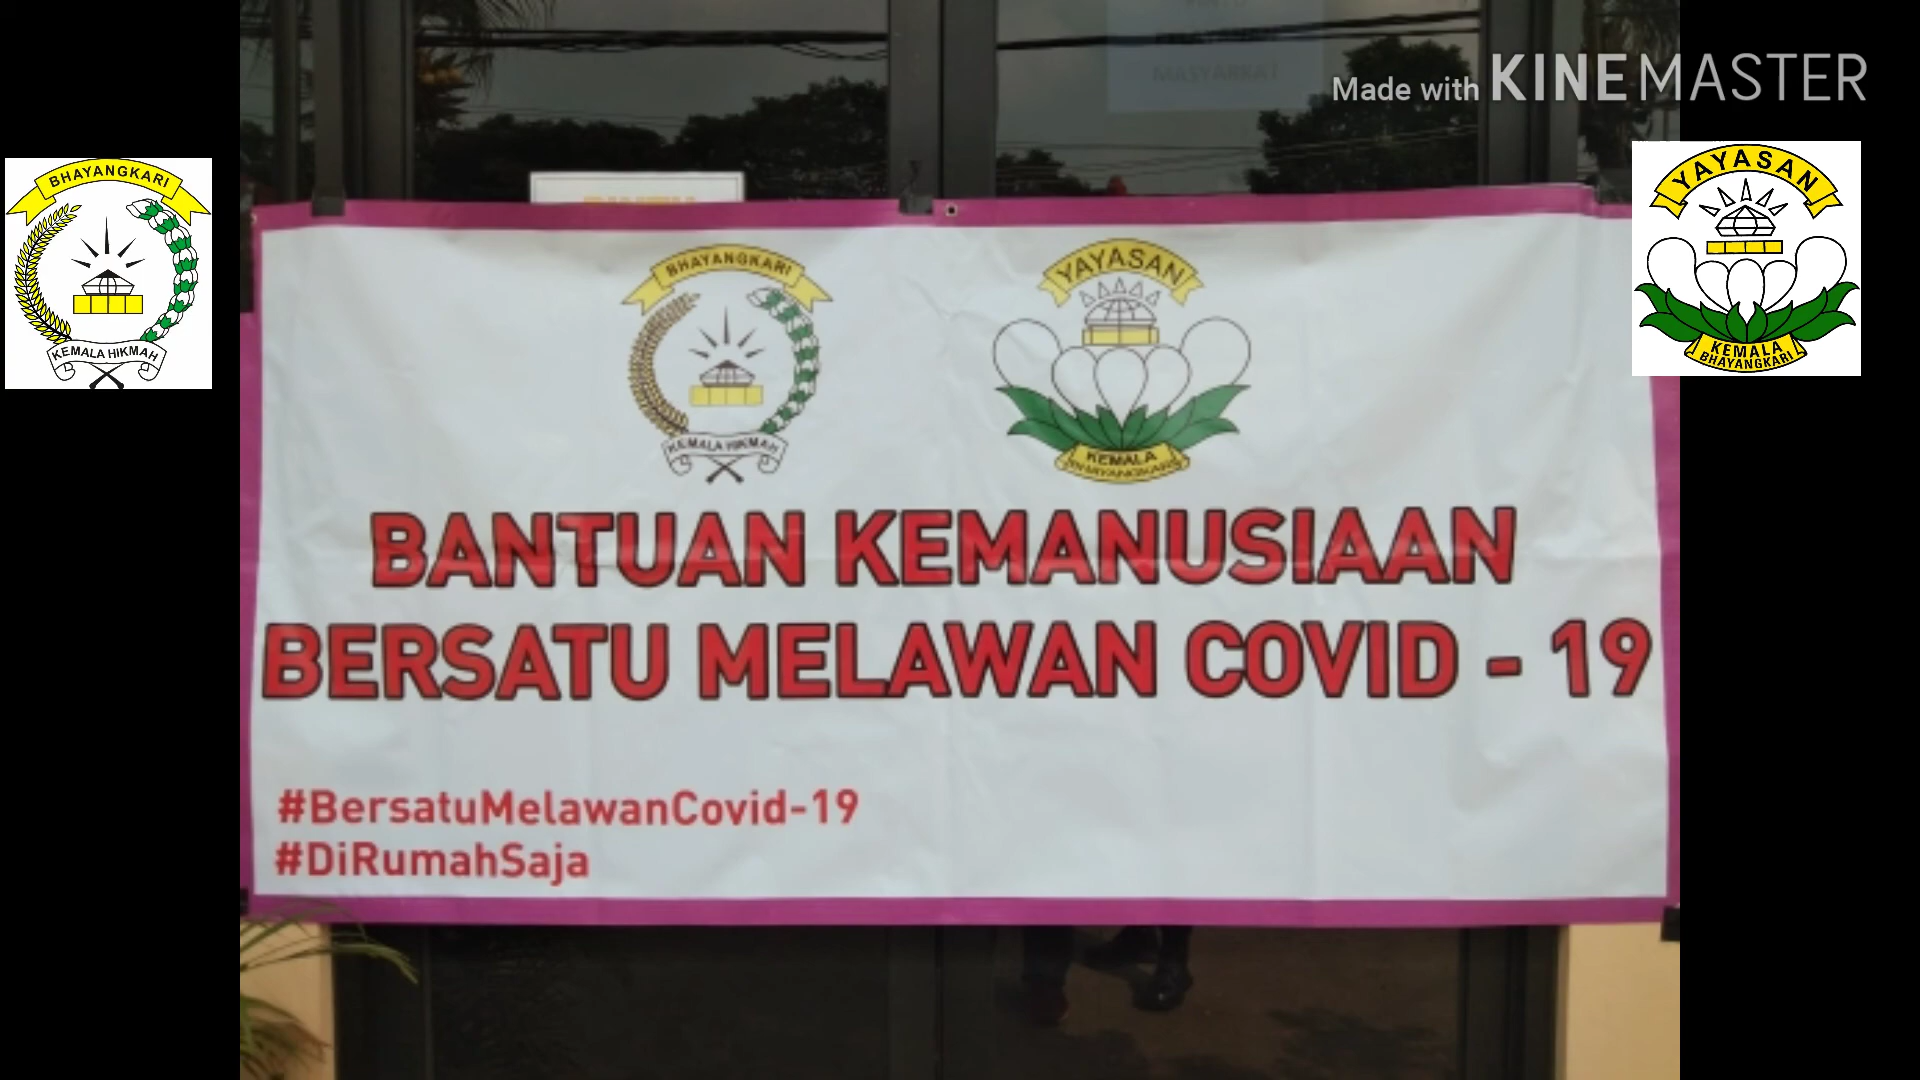 Made with KINEMASTER
MASYARKAT
BHAYANGKARI
KEMALA HIKMAH
YAYASAN
KEMALA
BHAYANGKARI
BHAYANGKARI
KEMALA HIKMAH
YAYASAN
KEMALA
BHAYANGKARI
BANTUAN KEMANUSIAAN
BERSATU MELAWAN COVID - 19
#BersatuMelawanCovid-19
#DiRumahSaja